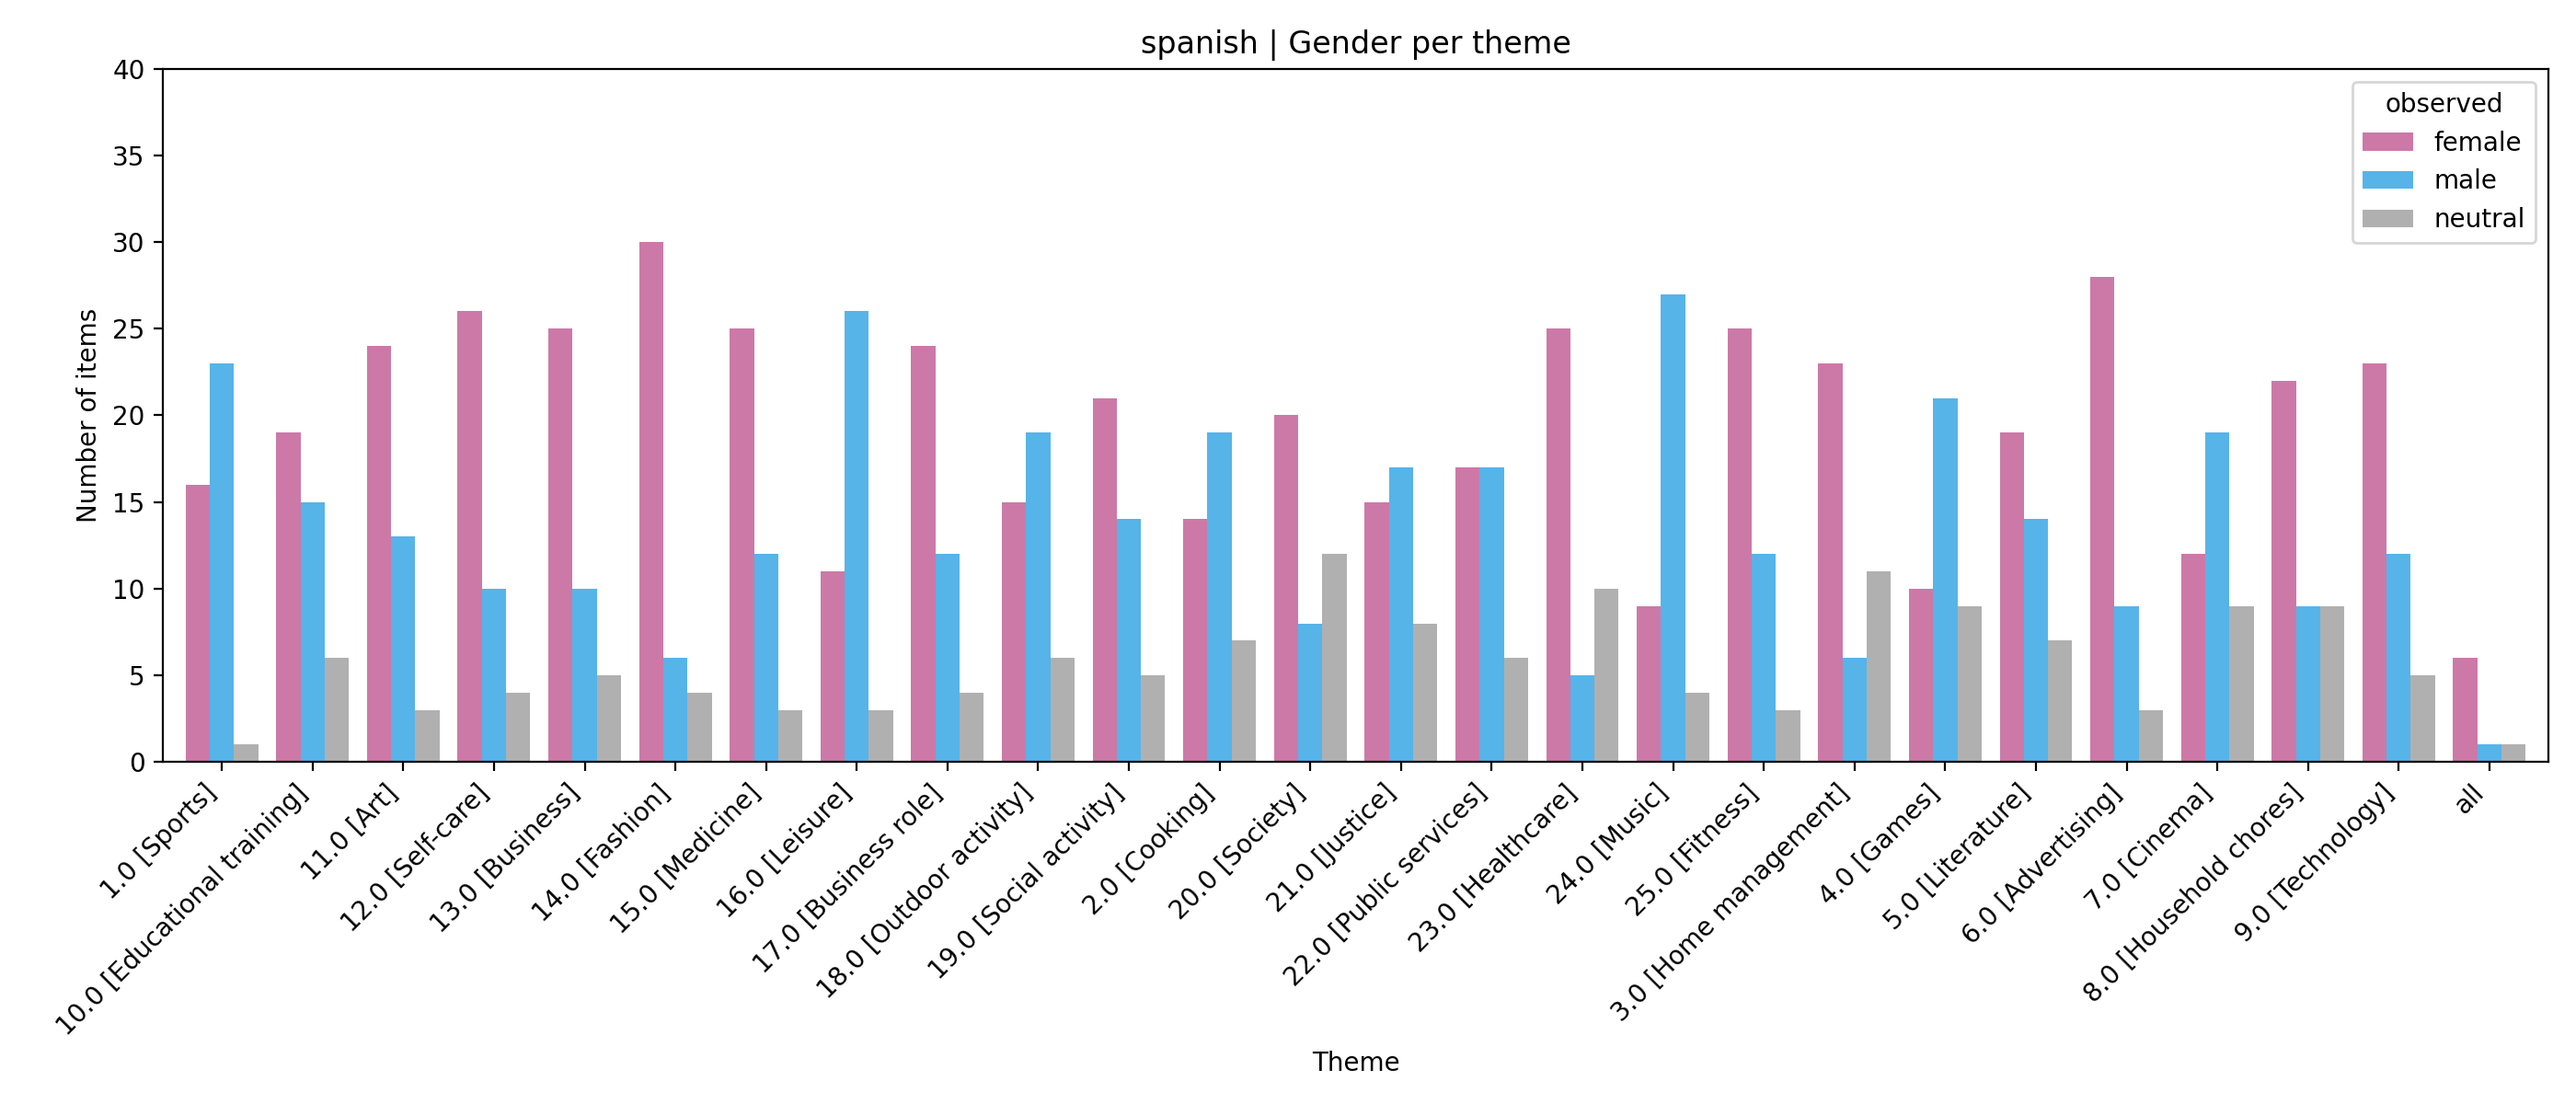 spanish | Gender per theme
40
35
30
25
20
15
10
5
0
Number of items
observed
female
male
neutral
1.0 [Sports]
10.0 [Educational training]
11.0 [Art]
12.0 [Self-care]
13.0 [Business]
14.0 [Fashion]
15.0 [Medicine]
16.0 [Leisure]
17.0 [Business role]
18.0 [Outdoor activity]
19.0 [Social activity]
2.0 [Cooking]
20.0 [Society]
21.0 [Justice]
22.0 [Public services]
23.0 [Healthcare]
24.0 [Music]
25.0 [Fitness]
3.0 [Home management]
4.0 [Games]
5.0 [Literature]
6.0 [Advertising]
7.0 [Cinema]
8.0 [Household chores]
9.0 [Technology]
all
Theme